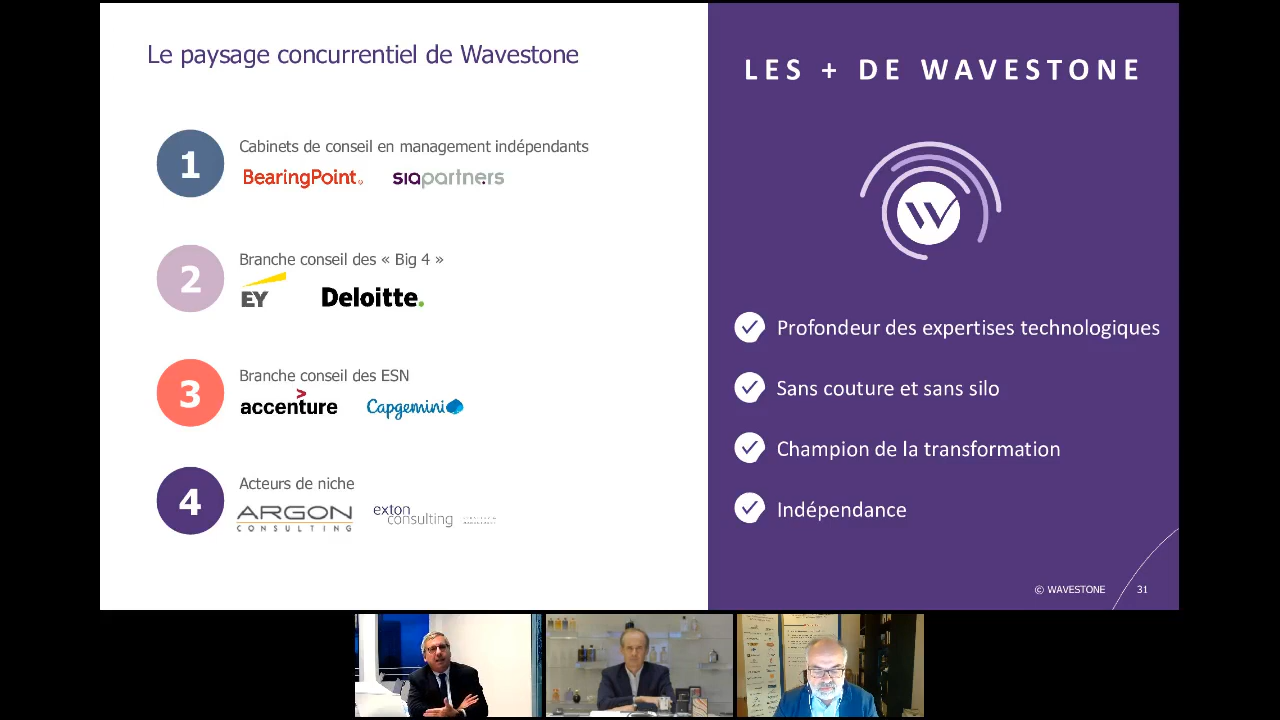 Le paysage concurrentiel de Wavestone
1
Cabinets de conseil en management indépendants
BearingPoint.
siapartners
2
Branche conseil des « Big 4 »
EY
Deloitte.
3
Branche conseil des ESN
accenture
Capgemini
4
Acteurs de niche
ARGON
CONSULTING
exton
consulting
LES + DE WAVESTONE
W
Profondeur des expertises technologiques
Sans couture et sans silo
Champion de la transformation
Indépendance
© WAVESTONE
31